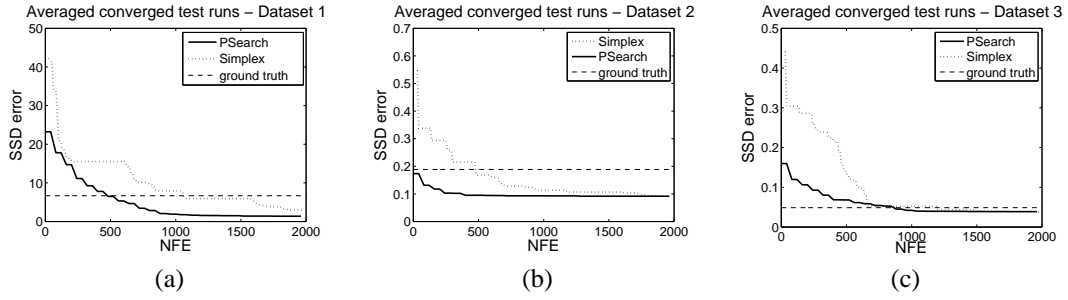 Averaged converged test runs − Dataset 1
50
40
30
20
10
0
0
500
1000
1500
2000
SSD error
NFE
PSearch
Simplex
ground truth
(a)
Averaged converged test runs − Dataset 2
0.7
0.6
0.5
0.4
0.3
0.2
0.1
0
0
500
1000
1500
2000
SSD error
NFE
Simplex
PSearch
ground truth
(b)
Averaged converged test runs − Dataset 3
0.5
0.4
0.3
0.2
0.1
0
0
500
1000
1500
2000
SSD error
NFE
PSearch
Simplex
ground truth
(c)